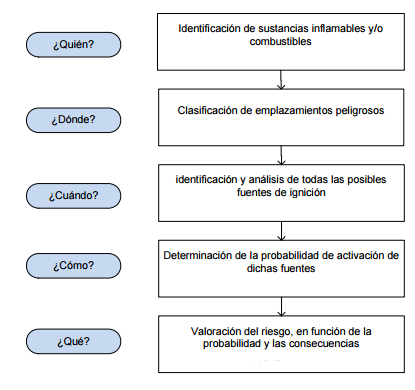 ¿Quién?
Identificación de sustancias inflamables y/o
combustibles
¿Dónde?
Clasificación de emplazamientos peligrosos
¿Cuándo?
identificación y análisis de todas las posibles
fuentes de ignición
¿Cómo?
Determinación de la probabilidad de activación de
dichas fuentes
¿Qué?
Valoración del riesgo, en función de la
probabilidad y las consecuencias